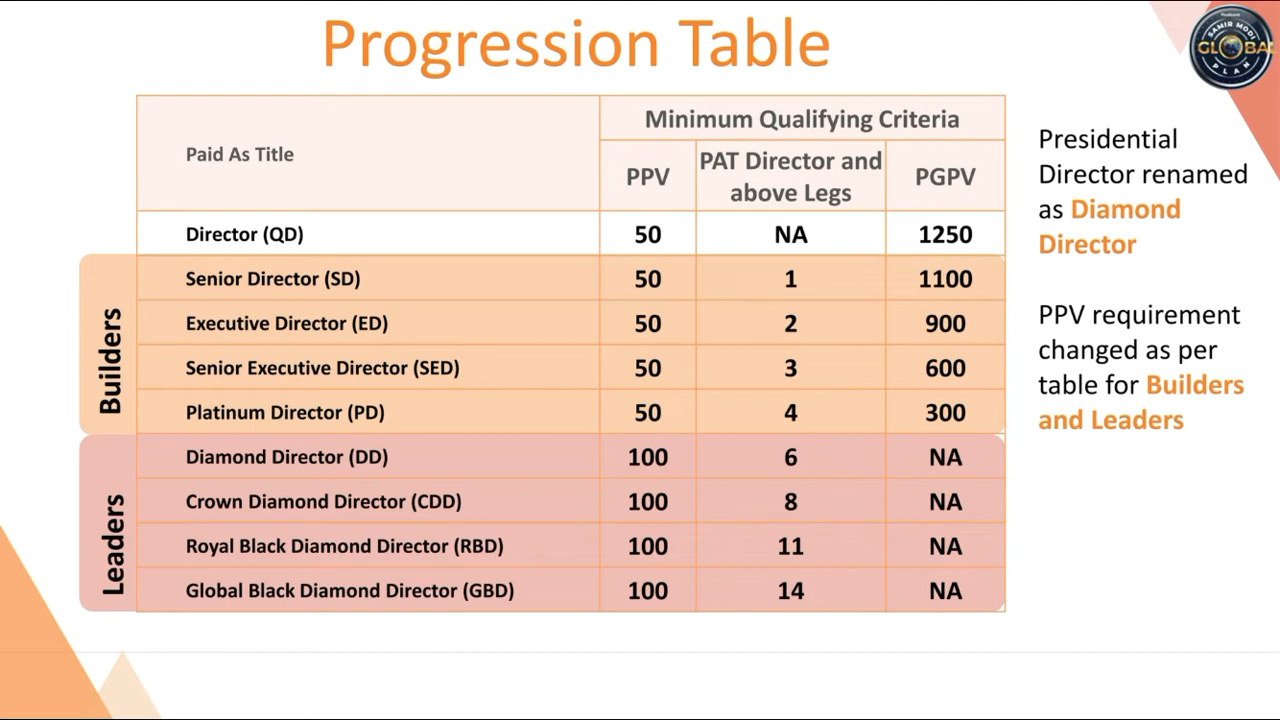 Progression Table
SAMIR MODI
GLOBAL
PLAN
Paid As Title
Minimum Qualifying Criteria
PPV
PAT Director and
above Legs
PGPV
Director (QD) 50 NA 1250
Builders
Senior Director (SD) 50 1 1100
Executive Director (ED) 50 2 900
Senior Executive Director (SED) 50 3 600
Platinum Director (PD) 50 4 300
Leaders
Diamond Director (DD) 100 6 NA
Crown Diamond Director (CDD) 100 8 NA
Royal Black Diamond Director (RBD) 100 11 NA
Global Black Diamond Director (GBD) 100 14 NA
Presidential
Director renamed
as Diamond
Director
PPV requirement
changed as per
table for Builders
and Leaders